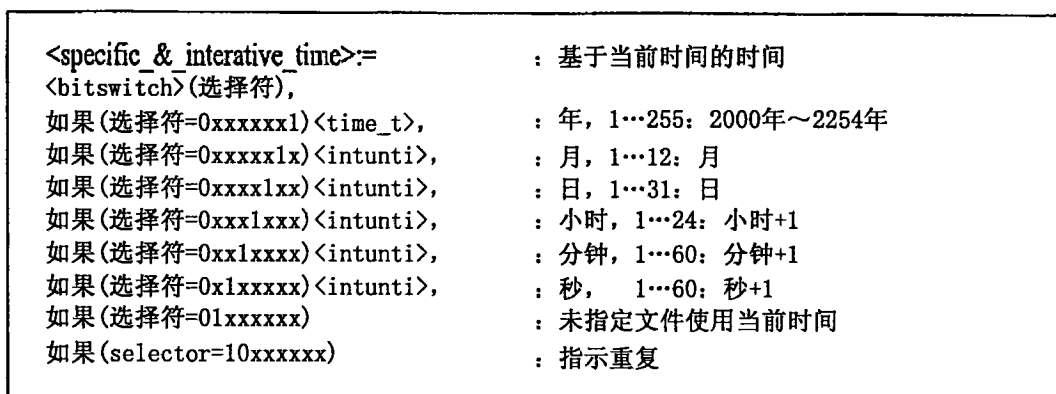 <specific_&_interative_time>:= : 基于当前时间的时间
<bitswitch>(选择符),
如果(选择符=0xxxxxx1)<time_t>, : 年, 1…255: 2000年～2254年
如果(选择符=0xxxxx1x)<intunti>, : 月, 1…12: 月
如果(选择符=0xxxx1xx)<intunti>, : 日, 1…31: 日
如果(选择符=0xxx1xxx)<intunti>, : 小时, 1…24: 小时+1
如果(选择符=0xx1xxxx)<intunti>, : 分钟, 1…60: 分钟+1
如果(选择符=0x1xxxxx)<intunti>, : 秒, 1…60: 秒+1
如果(选择符=01xxxxxx) : 未指定文件使用当前时间
如果(selector=10xxxxxx) : 指示重复